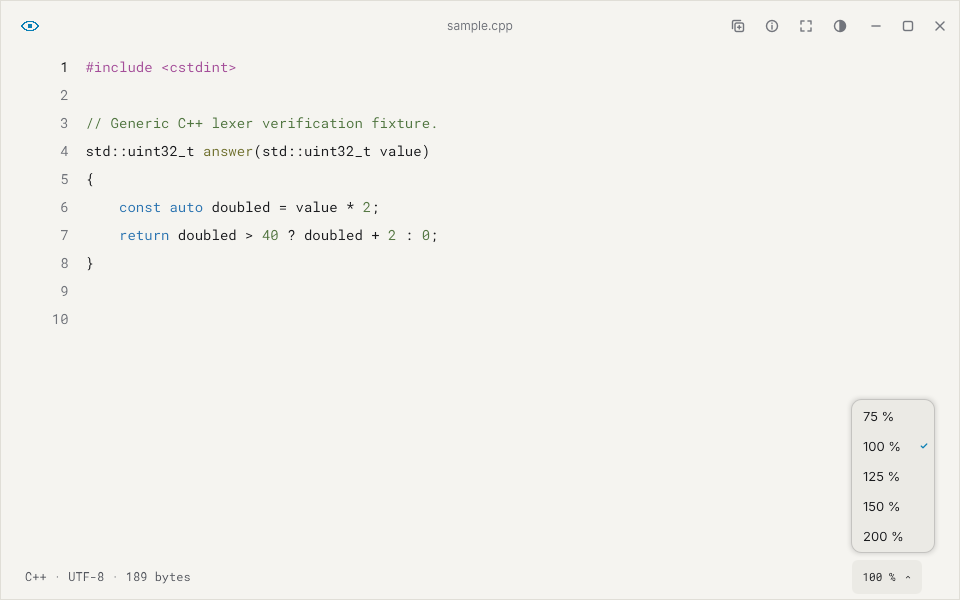 sample.cpp
1 #include <cstdint>
2
3 // Generic C++ lexer verification fixture.
4 std::uint32_t answer(std::uint32_t value)
5 {
6     const auto doubled = value * 2;
7     return doubled > 40 ? doubled + 2 : 0;
8 }
9
10
75 %
100 %
125 %
150 %
200 %
C++ · UTF-8 · 189 bytes
100 %